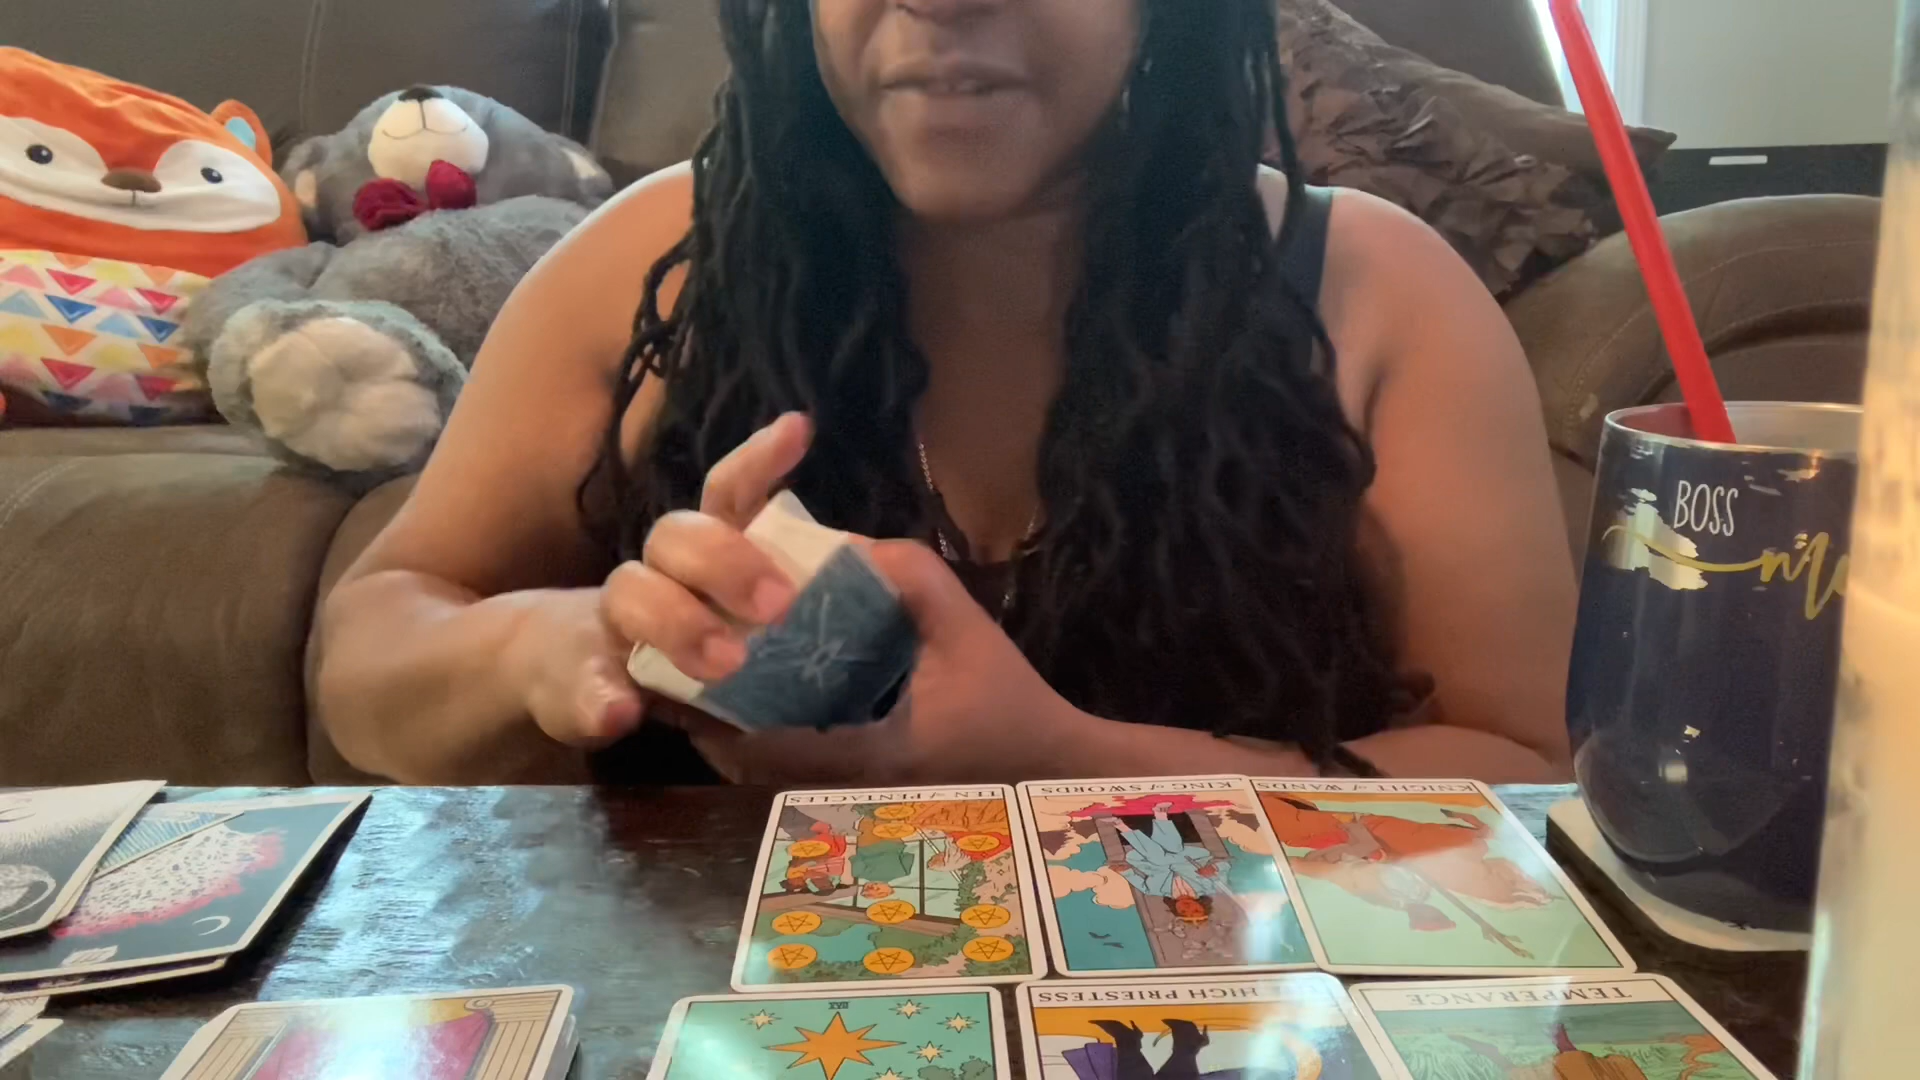 BOSS
TEN of PENTACLES
KING of SWORDS
KNIGHT of WANDS
HIGH PRIESTESS
TEMPERANCE